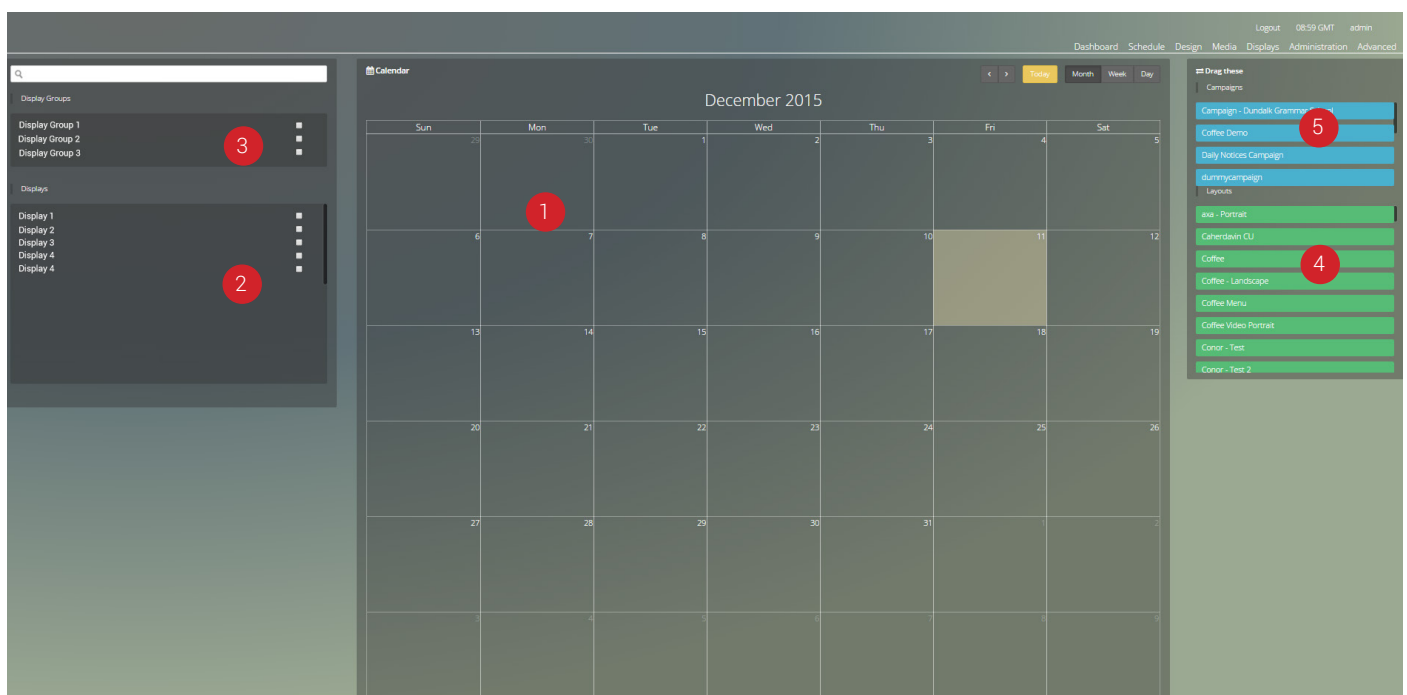 Logout 08:59 GMT admin
Dashboard Schedule Design Media Displays Administration Advanced
Display Groups
Display Group 1
Display Group 2
Display Group 3
3
Displays
Display 1
Display 2
Display 3
Display 4
Display 4
2
Calendar
< > Today Month Week Day
December 2015
Sun Mon Tue Wed Thu Fri Sat
29 30 1 2 3 4 5
1
6 7 8 9 10 11 12
13 14 15 16 17 18 19
20 21 22 23 24 25 26
27 28 29 30 31 1 2
3 4 5 6 7 8 9
Drag these
Campaigns
Campaign - Dundalk Grammar
5
Coffee Demo
Daily Notices Campaign
dummycampaign
Layouts
axa - Portrait
Caherdavin CU
Coffee
4
Coffee - Landscape
Coffee Menu
Coffee Video Portrait
Conor - Test
Conor - Test 2